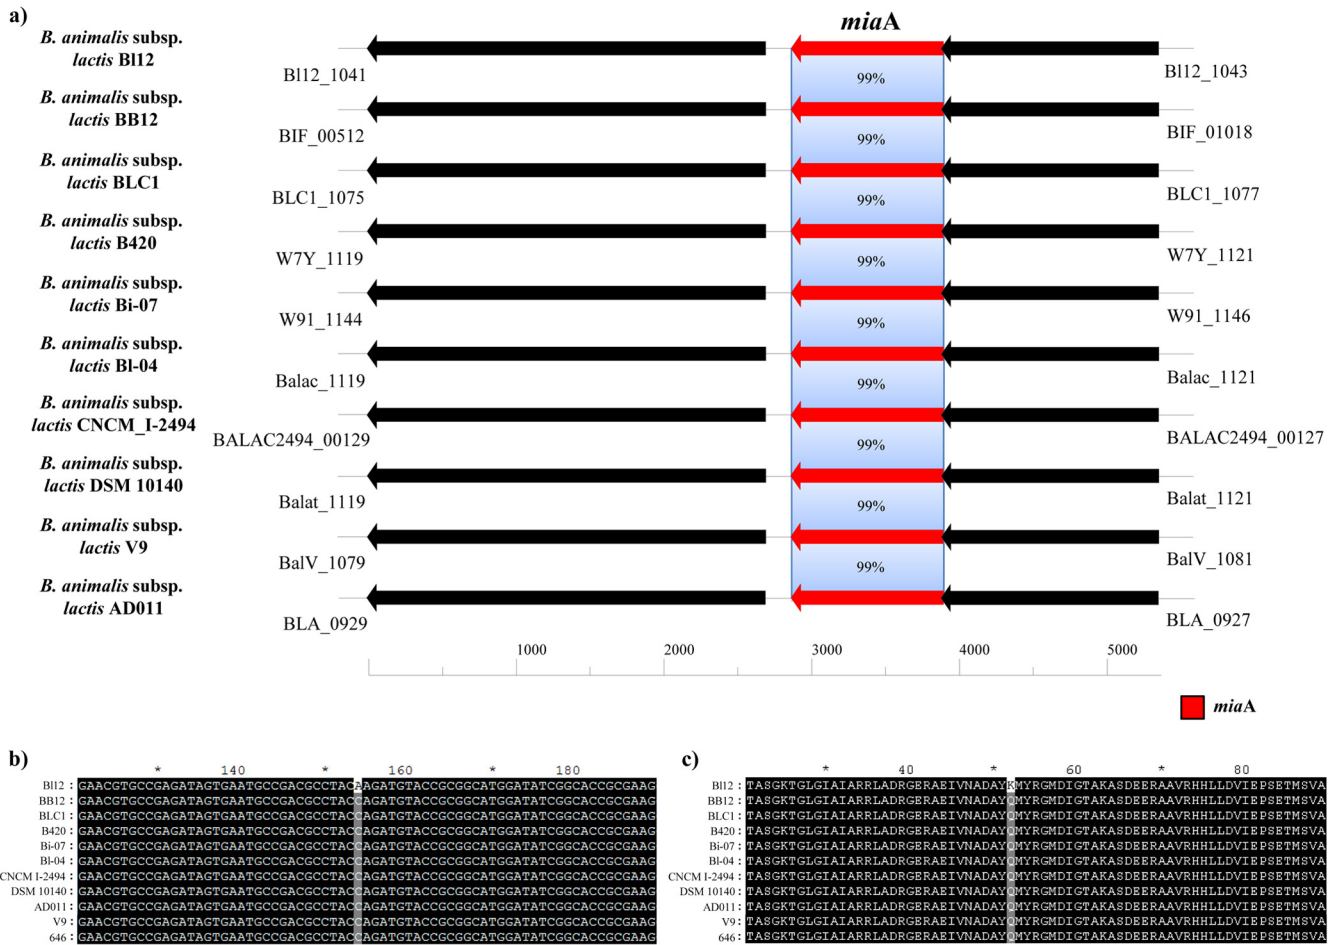 a)
miaA
B. animalis subsp.
lactis Bl12
Bl12_1041
99%
Bl12_1043
B. animalis subsp.
lactis BB12
BIF_00512
99%
BIF_01018
B. animalis subsp.
lactis BLC1
BLC1_1075
99%
BLC1_1077
B. animalis subsp.
lactis B420
W7Y_1119
99%
W7Y_1121
B. animalis subsp.
lactis Bi-07
W91_1144
99%
W91_1146
B. animalis subsp.
lactis Bl-04
Balac_1119
99%
Balac_1121
B. animalis subsp.
lactis CNCM_I-2494
BALAC2494_00129
99%
BALAC2494_00127
B. animalis subsp.
lactis DSM 10140
Balat_1119
99%
Balat_1121
B. animalis subsp.
lactis V9
BalV_1079
99%
BalV_1081
B. animalis subsp.
lactis AD011
BLA_0929
BLA_0927
1000 2000 3000 4000 5000
miaA
b)
* 140 * 160 * 180
Bl12 : GAACGTGCCGAGATAGTGAATGCCGACGCCTACAAGATGTACCGCGGCATGGATATCGGCACCGCGAAG
BB12 : GAACGTGCCGAGATAGTGAATGCCGACGCCTACCAGATGTACCGCGGCATGGATATCGGCACCGCGAAG
BLC1 : GAACGTGCCGAGATAGTGAATGCCGACGCCTACCAGATGTACCGCGGCATGGATATCGGCACCGCGAAG
B420 : GAACGTGCCGAGATAGTGAATGCCGACGCCTACCAGATGTACCGCGGCATGGATATCGGCACCGCGAAG
Bi-07 : GAACGTGCCGAGATAGTGAATGCCGACGCCTACCAGATGTACCGCGGCATGGATATCGGCACCGCGAAG
Bl-04 : GAACGTGCCGAGATAGTGAATGCCGACGCCTACCAGATGTACCGCGGCATGGATATCGGCACCGCGAAG
CNCM I-2494 : GAACGTGCCGAGATAGTGAATGCCGACGCCTACCAGATGTACCGCGGCATGGATATCGGCACCGCGAAG
DSM 10140 : GAACGTGCCGAGATAGTGAATGCCGACGCCTACCAGATGTACCGCGGCATGGATATCGGCACCGCGAAG
AD011 : GAACGTGCCGAGATAGTGAATGCCGACGCCTACCAGATGTACCGCGGCATGGATATCGGCACCGCGAAG
V9 : GAACGTGCCGAGATAGTGAATGCCGACGCCTACCAGATGTACCGCGGCATGGATATCGGCACCGCGAAG
646 : GAACGTGCCGAGATAGTGAATGCCGACGCCTACCAGATGTACCGCGGCATGGATATCGGCACCGCGAAG
c)
* 40 * 60 * 80
Bl12 : TASGKTGLGIAIARRLADRGERAEIVNADAYKMYRGMDIGTAKASDEERAAVRHHLLDVIEPSETMSVA
BB12 : TASGKTGLGIAIARRLADRGERAEIVNADAYQMYRGMDIGTAKASDEERAAVRHHLLDVIEPSETMSVA
BLC1 : TASGKTGLGIAIARRLADRGERAEIVNADAYQMYRGMDIGTAKASDEERAAVRHHLLDVIEPSETMSVA
B420 : TASGKTGLGIAIARRLADRGERAEIVNADAYQMYRGMDIGTAKASDEERAAVRHHLLDVIEPSETMSVA
Bi-07 : TASGKTGLGIAIARRLADRGERAEIVNADAYQMYRGMDIGTAKASDEERAAVRHHLLDVIEPSETMSVA
Bl-04 : TASGKTGLGIAIARRLADRGERAEIVNADAYQMYRGMDIGTAKASDEERAAVRHHLLDVIEPSETMSVA
CNCM I-2494 : TASGKTGLGIAIARRLADRGERAEIVNADAYQMYRGMDIGTAKASDEERAAVRHHLLDVIEPSETMSVA
DSM 10140 : TASGKTGLGIAIARRLADRGERAEIVNADAYQMYRGMDIGTAKASDEERAAVRHHLLDVIEPSETMSVA
AD011 : TASGKTGLGIAIARRLADRGERAEIVNADAYQMYRGMDIGTAKASDEERAAVRHHLLDVIEPSETMSVA
V9 : TASGKTGLGIAIARRLADRGERAEIVNADAYQMYRGMDIGTAKASDEERAAVRHHLLDVIEPSETMSVA
646 : TASGKTGLGIAIARRLADRGERAEIVNADAYQMYRGMDIGTAKASDEERAAVRHHLLDVIEPSETMSVA